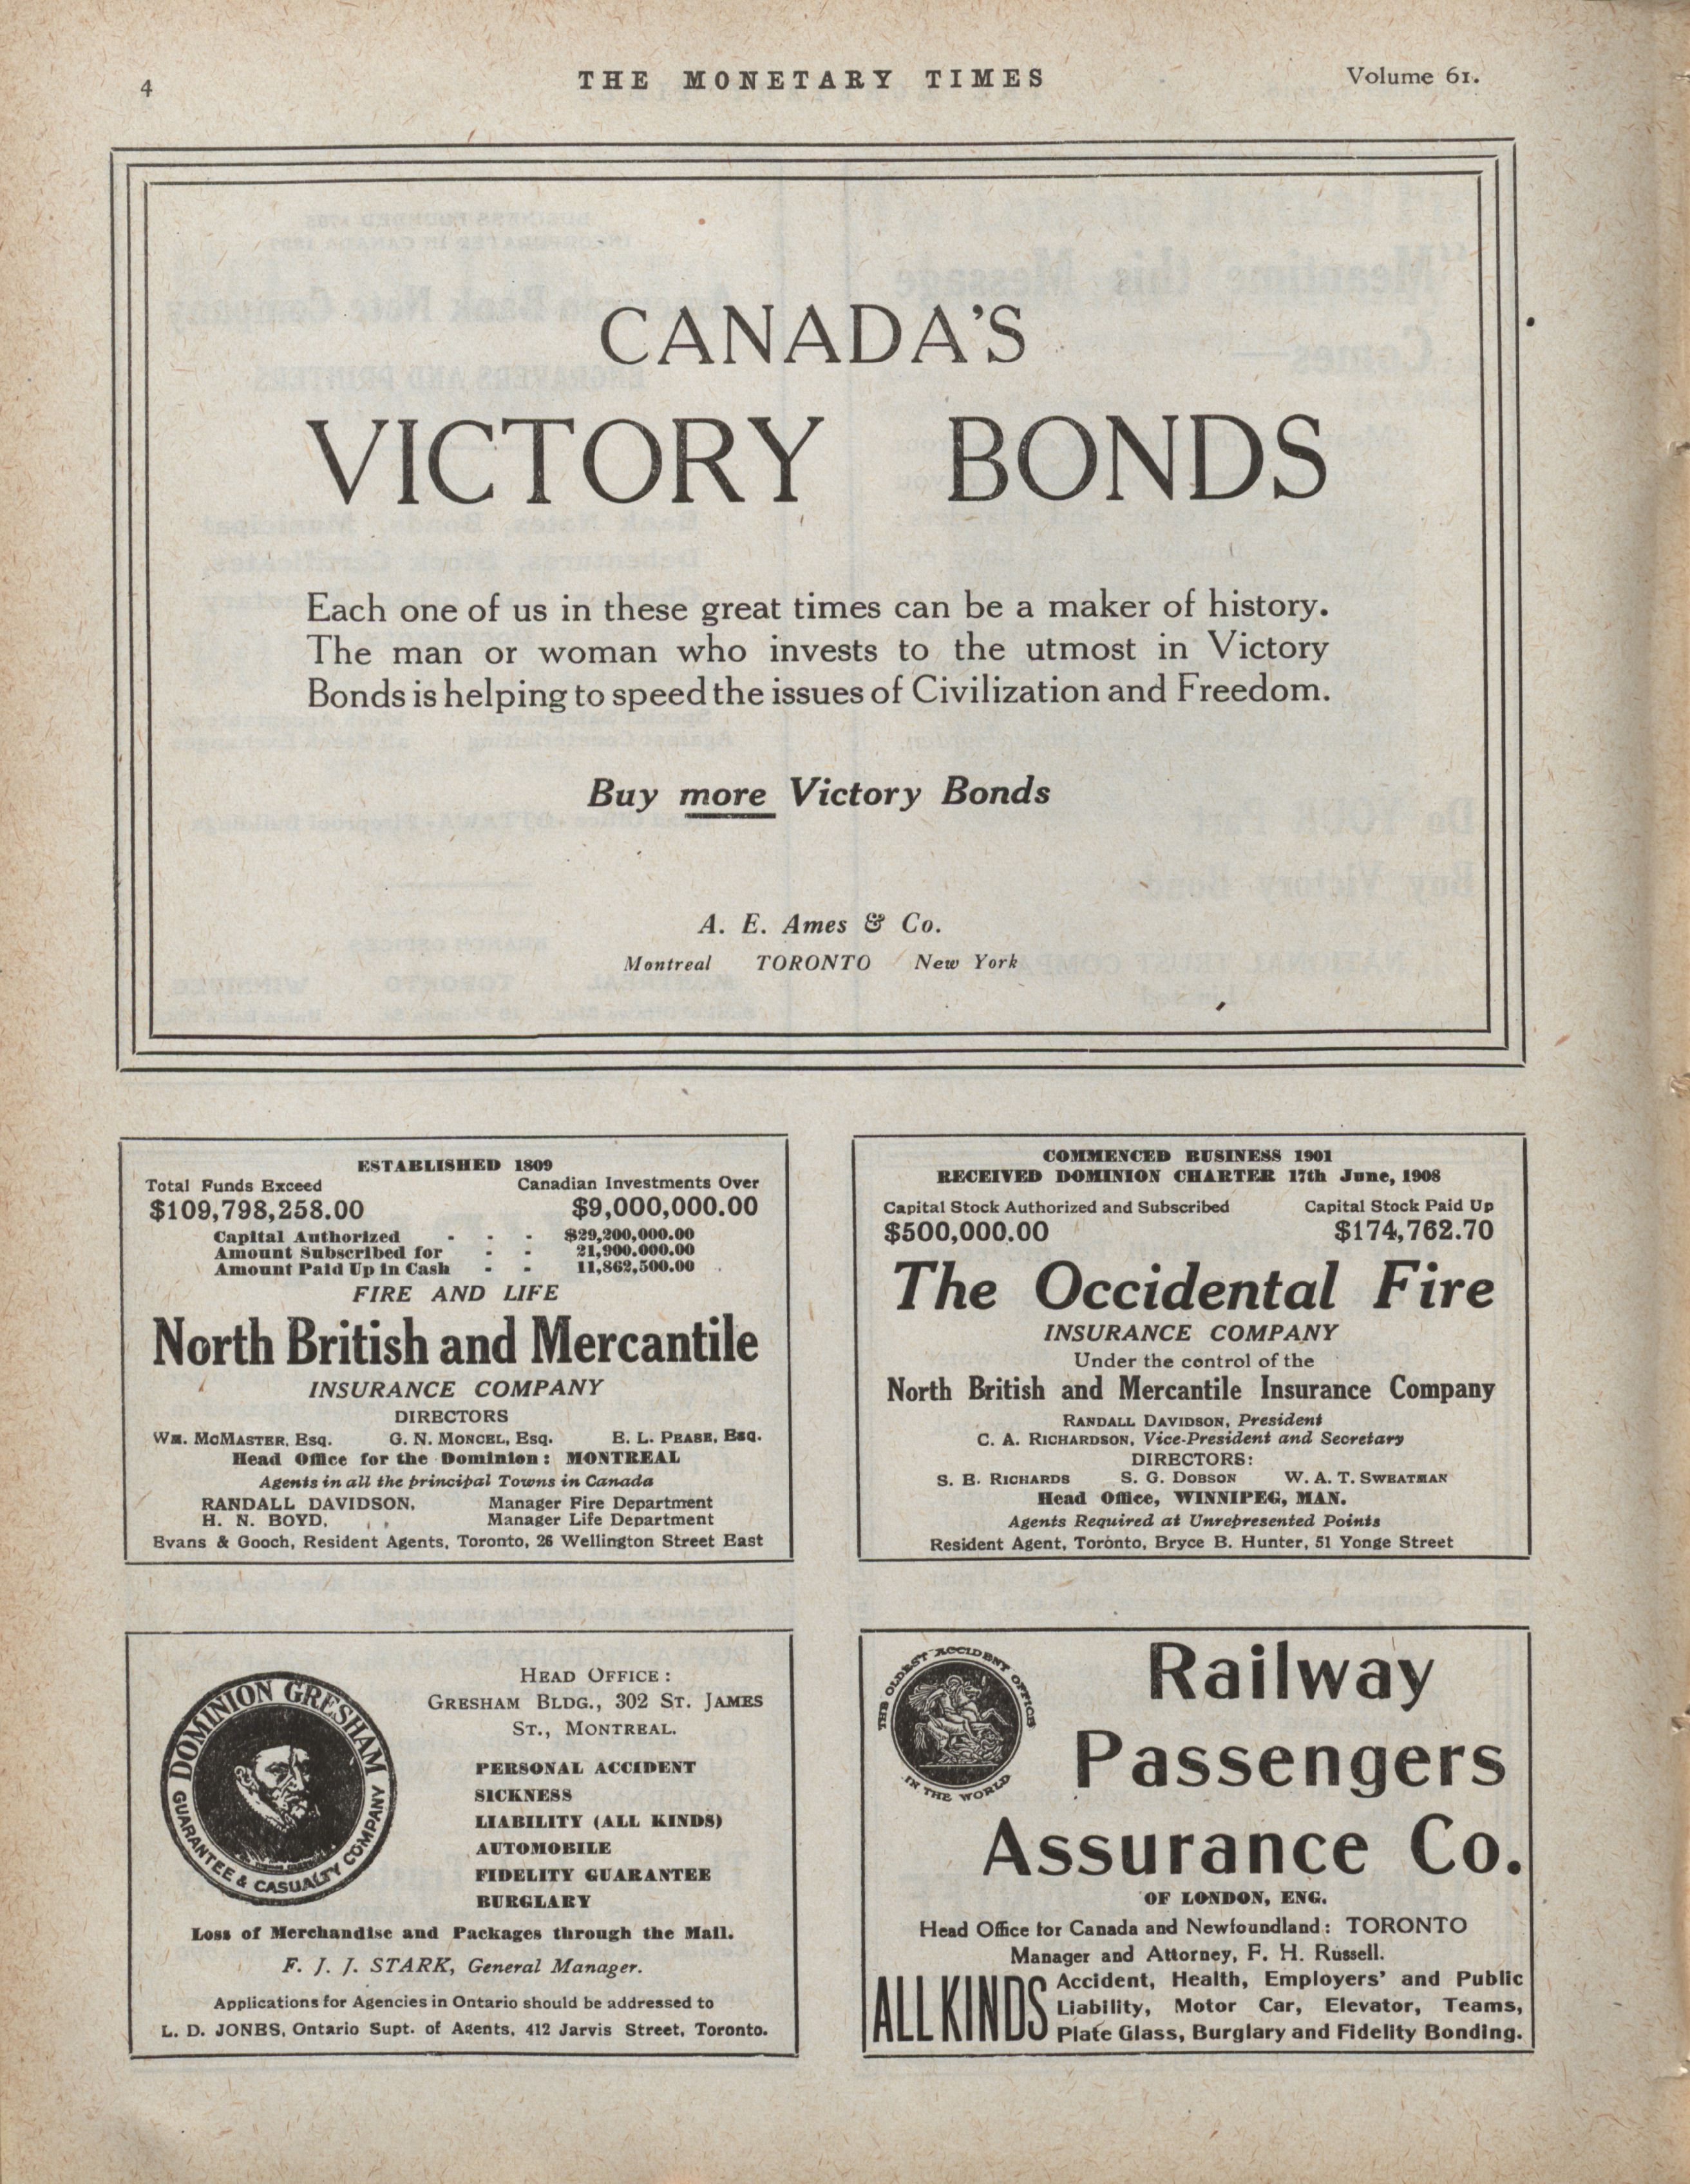 4
THE MONETARY TIMES
Volume 61.
CANADA'S
VICTORY BONDS
Each one of us in these great times can be a maker of history.
The man or woman who invests to the utmost in Victory
Bonds is helping to speed the issues of Civilization and Freedom.
Buy more Victory Bonds
A. E. Ames & Co.
Montreal TORONTO New York
ESTABLISHED 1809
Total Funds Exceed Canadian Investments Over
$109,798,258.00 $9,000,000.00
Capital Authorized - - - $29,200,000.00
Amount Subscribed for - - 21,900,000.00
Amount Paid Up in Cash - - 11,862,500.00
FIRE AND LIFE
North British and Mercantile
INSURANCE COMPANY
DIRECTORS
WM. MCMASTER, Esq. G. N. MONCEL, Esq. E. L. PEASE, Esq.
Head Office for the Dominion: MONTREAL
Agents in all the principal Towns in Canada
RANDALL DAVIDSON, Manager Fire Department
H. N. BOYD, Manager Life Department
Evans & Gooch, Resident Agents, Toronto, 26 Wellington Street East
COMMENCED BUSINESS 1901
RECEIVED DOMINION CHARTER 17th June, 1908
Capital Stock Authorized and Subscribed Capital Stock Paid Up
$500,000.00 $174,762.70
The Occidental Fire
INSURANCE COMPANY
Under the control of the
North British and Mercantile Insurance Company
RANDALL DAVIDSON, President
C. A. RICHARDSON, Vice-President and Secretary
DIRECTORS:
S. E. RICHARDS S. G. DOBSON W. A. T. SWEATMAN
Head Office, WINNIPEG, MAN.
Agents Required at Unrepresented Points
Resident Agent, Toronto, Bryce B. Hunter, 51 Yonge Street
DOMINION GRESHAM
GUARANTEE & CASUALTY COMPANY
HEAD OFFICE:
GRESHAM BLDG., 302 ST. JAMES
ST., MONTREAL.
PERSONAL ACCIDENT
SICKNESS
LIABILITY (ALL KINDS)
AUTOMOBILE
FIDELITY GUARANTEE
BURGLARY
Loss of Merchandise and Packages through the Mail.
F. J. J. STARK, General Manager.
Applications for Agencies in Ontario should be addressed to
L. D. JONES, Ontario Supt. of Agents, 412 Jarvis Street, Toronto.
THE OLDEST ACCIDENT OFFICE
IN THE WORLD
Railway
Passengers
Assurance Co.
OF LONDON, ENG.
Head Office for Canada and Newfoundland: TORONTO
Manager and Attorney, F. H. Russell.
ALL KINDS
Accident, Health, Employers' and Public
Liability, Motor Car, Elevator, Teams,
Plate Glass, Burglary and Fidelity Bonding.